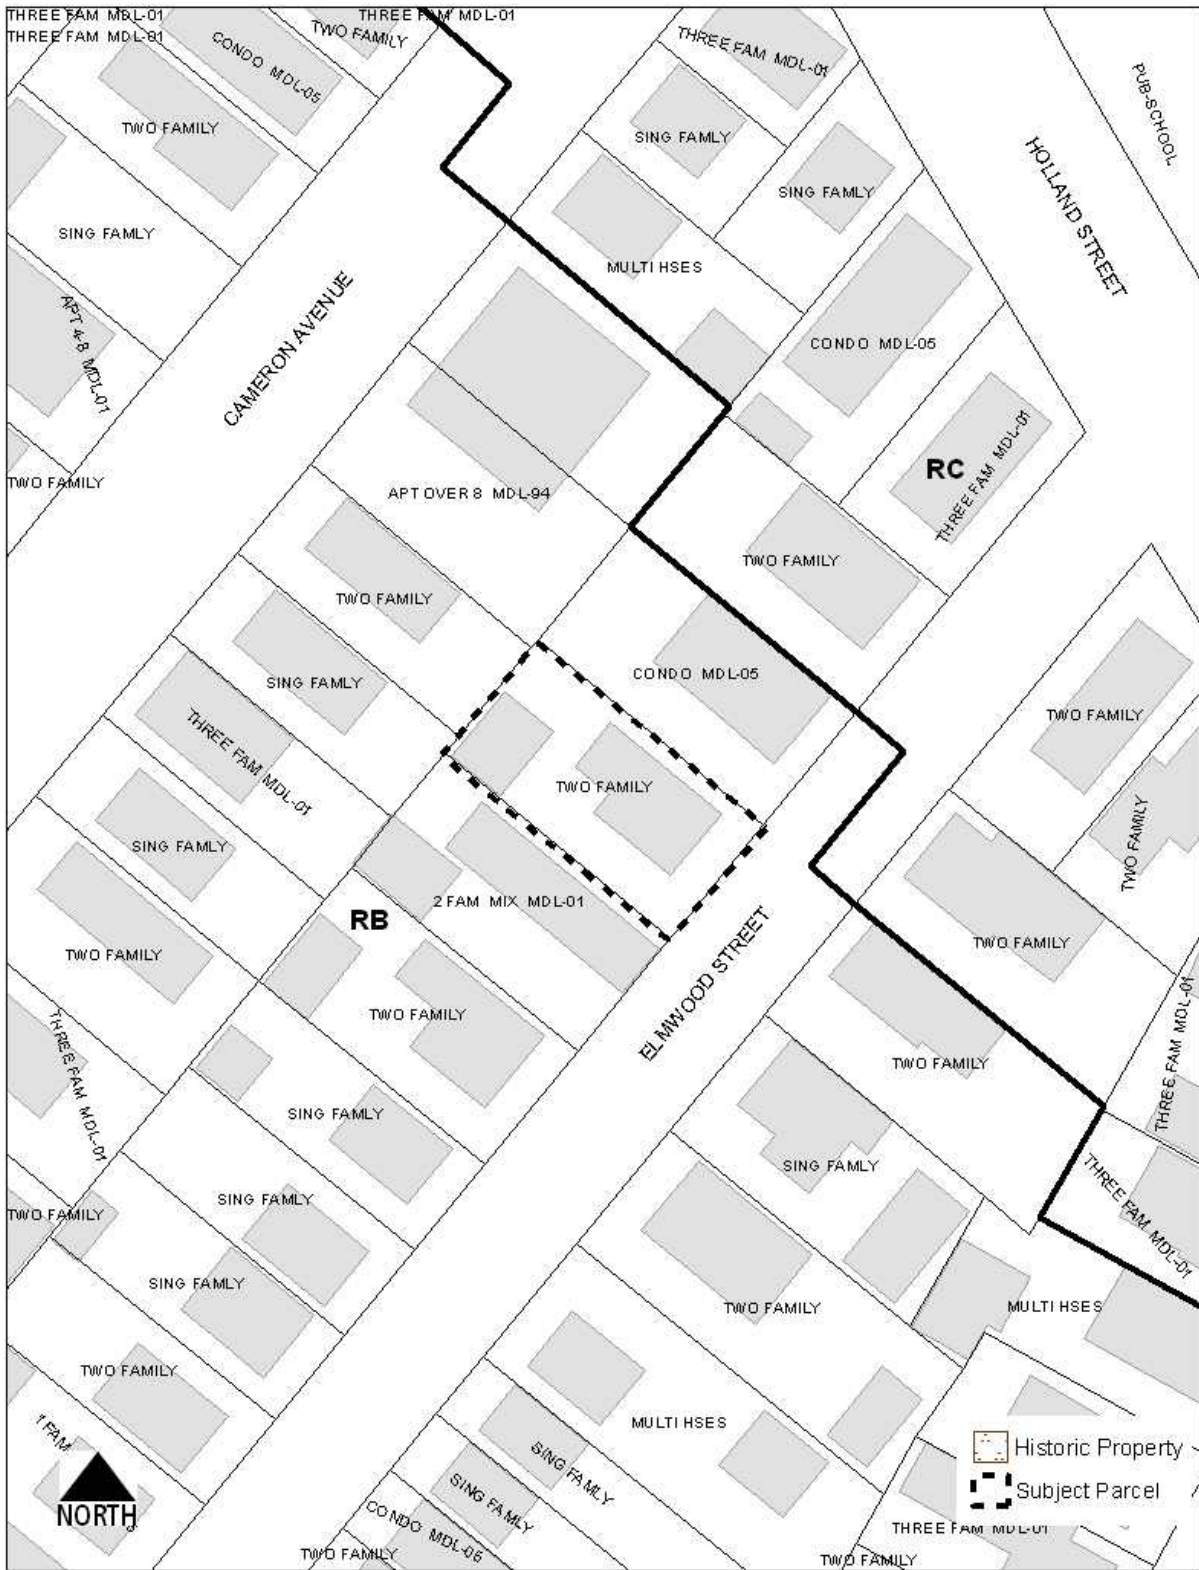 THREE FAM MDL-01
THREE FAM MDL-01
THREE FAM MDL-01
CONDO MDL-05
TWO FAMILY
THREE FAM MDL-01
PUB-SCHOOL
TWO FAMILY
SING FAMLY
HOLLAND STREET
SING FAMLY
SING FAMLY
MULTI HSES
APT 4-8 MDL-01
CAMERON AVENUE
CONDO MDL-05
TWO FAMILY
APT OVER 8 MDL-94
RC
THREE FAM MDL-01
TWO FAMILY
TWO FAMILY
SING FAMLY
CONDO MDL-05
TWO FAMILY
THREE FAM MDL-01
TWO FAMILY
SING FAMLY
TWO FAMILY
2 FAM MIX MDL-01
RB
TWO FAMILY
TWO FAMILY
ELMWOOD STREET
TWO FAMILY
TWO FAMILY
THREE FAM MDL-01
THREE FAM MDL-01
SING FAMLY
SING FAMLY
SING FAMLY
TWO FAMILY
THREE FAM MDL-01
SING FAMLY
TWO FAMILY
MULTI HSES
TWO FAMILY
1 FAM
MULTI HSES
SING FAMLY
SING FAMLY
CONDO MDL-05
TWO FAMILY
THREE FAM MDL-01
TWO FAMILY
NORTH
Historic Property
Subject Parcel